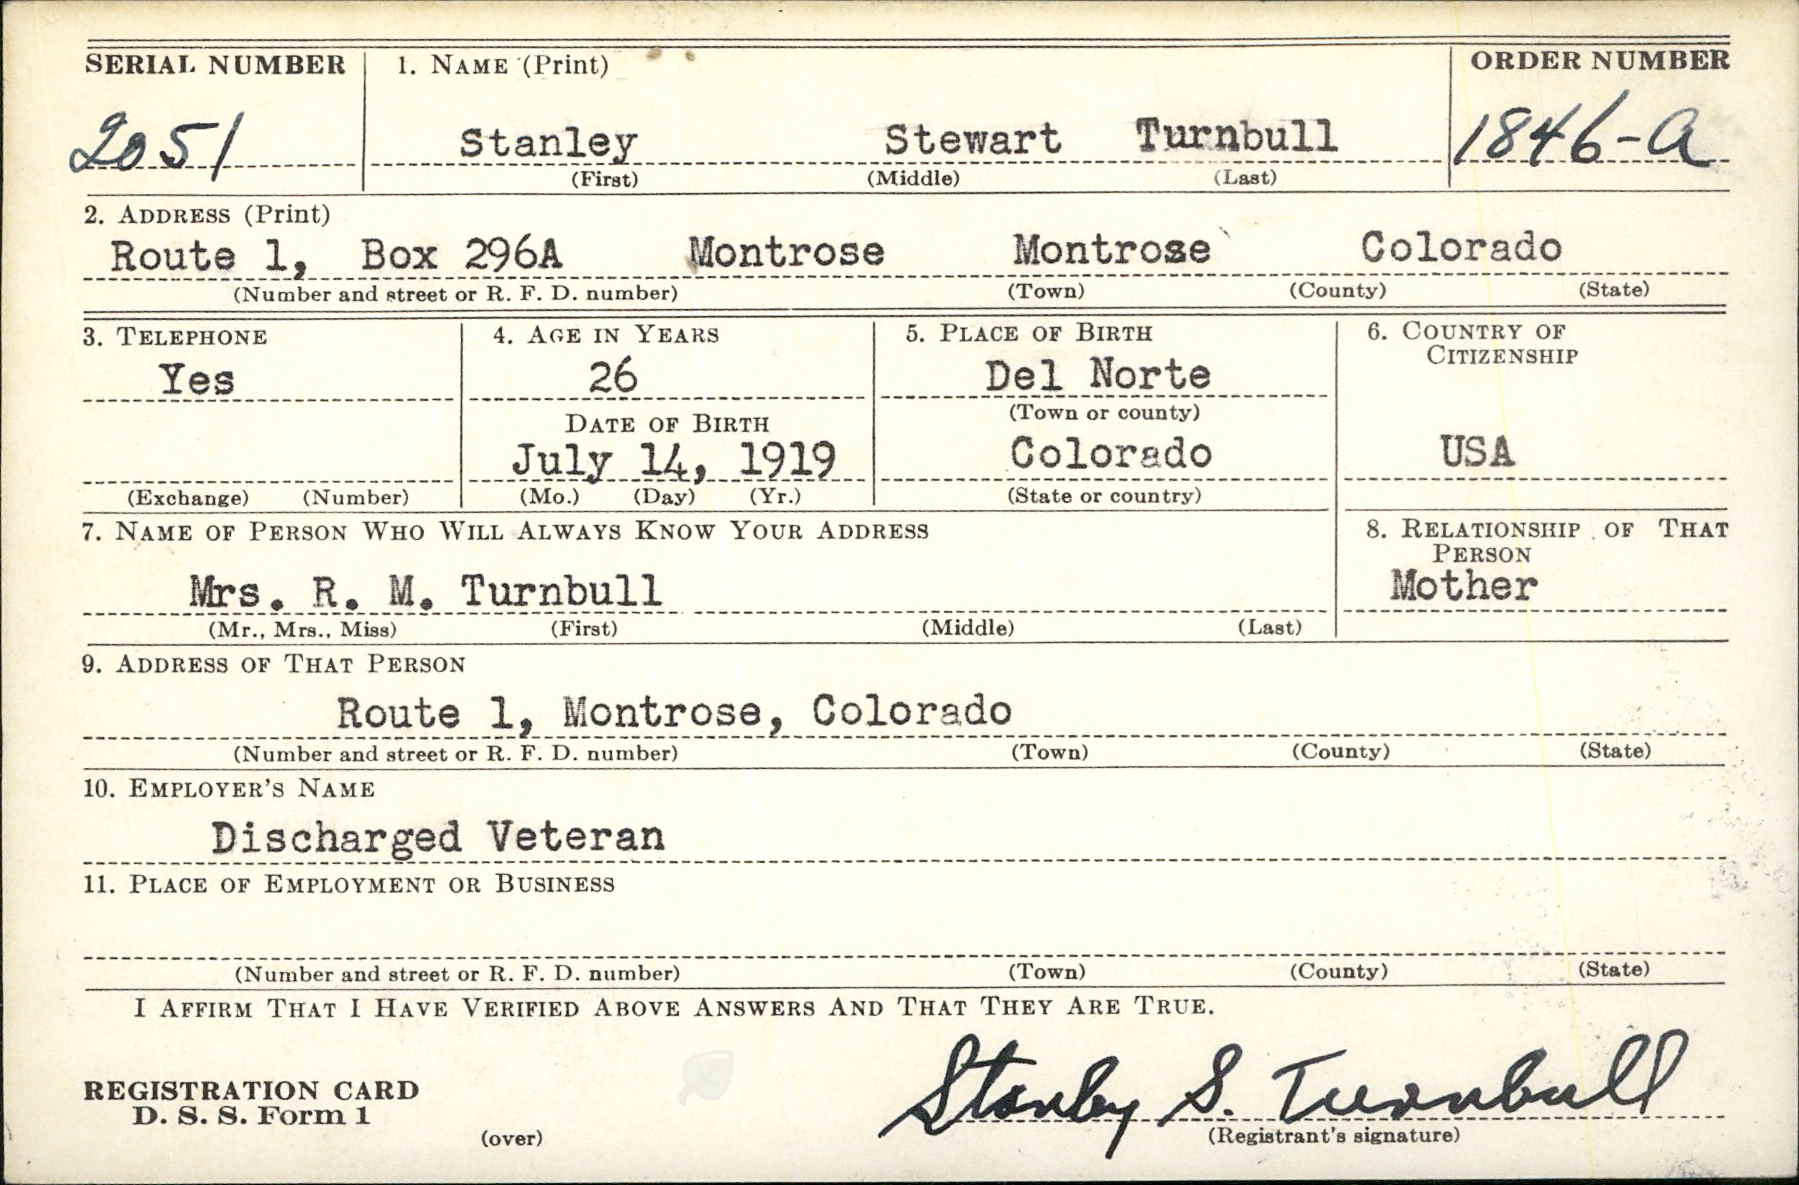 SERIAL NUMBER 1. NAME (Print) ORDER NUMBER
2051 Stanley Stewart Turnbull 1846-A
(First) (Middle) (Last)
2. ADDRESS (Print)
Route 1, Box 296A Montrose Montrose Colorado
(Number and street or R. F. D. number) (Town) (County) (State)
3. TELEPHONE 4. AGE IN YEARS 5. PLACE OF BIRTH 6. COUNTRY OF
CITIZENSHIP
Yes 26 Del Norte
(Town or county)
DATE OF BIRTH
July 14, 1919 Colorado USA
(Exchange) (Number) (Mo.) (Day) (Yr.) (State or country)
7. NAME OF PERSON WHO WILL ALWAYS KNOW YOUR ADDRESS 8. RELATIONSHIP OF THAT
PERSON
Mrs. R. M. Turnbull Mother
(Mr., Mrs., Miss) (First) (Middle) (Last)
9. ADDRESS OF THAT PERSON
Route 1, Montrose, Colorado
(Number and street or R. F. D. number) (Town) (County) (State)
10. EMPLOYER'S NAME
Discharged Veteran
11. PLACE OF EMPLOYMENT OR BUSINESS
(Number and street or R. F. D. number) (Town) (County) (State)
I AFFIRM THAT I HAVE VERIFIED ABOVE ANSWERS AND THAT THEY ARE TRUE.
Stanley S. Turnbull
REGISTRATION CARD
D. S. S. Form 1
(over) (Registrant's signature)